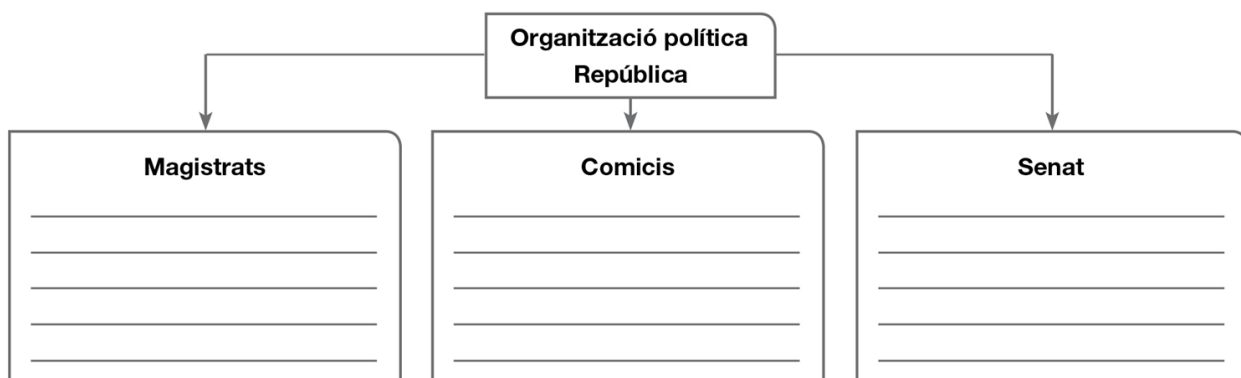 Organització política
República
Magistrats
Comicis
Senat